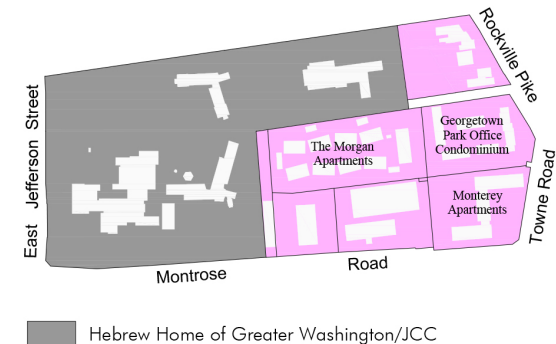 Rockville Pike
East Jefferson Street
The Morgan
Apartments
Georgetown
Park Office
Condominium
Monterey
Apartments
Towne Road
Montrose Road
Hebrew Home of Greater Washington/JCC